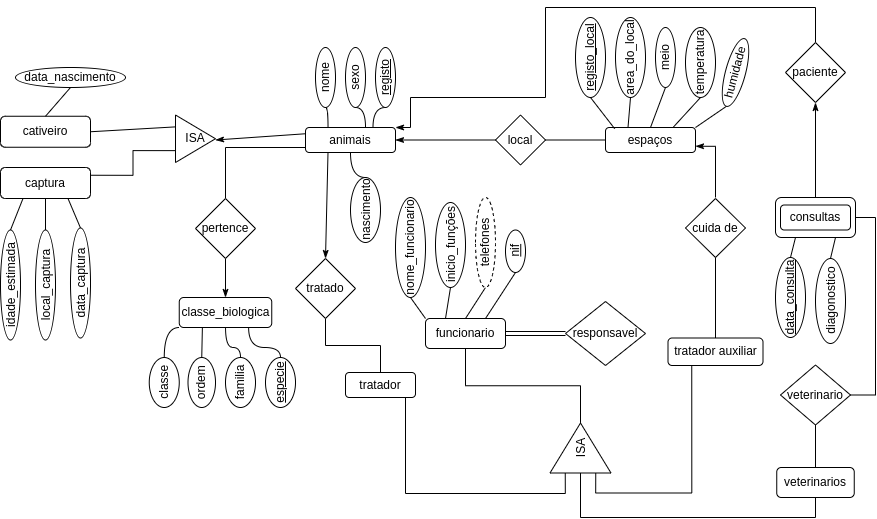 data_nascimento
cativeiro
captura
ISA
idade_estimada
local_captura
data_captura
nome
sexo
registo
animais
nascimento
pertence
classe_biologica
classe
ordem
familia
especie
tratado
tratador
local
registo_local
area_do_local
meio
temperatura
humidade
espaços
nome_funcionario
inicio_funções
telefones
nif
funcionario
responsavel
cuida de
tratador auxiliar
ISA
paciente
consultas
data_consulta
diagonostico
veterinario
veterinarios